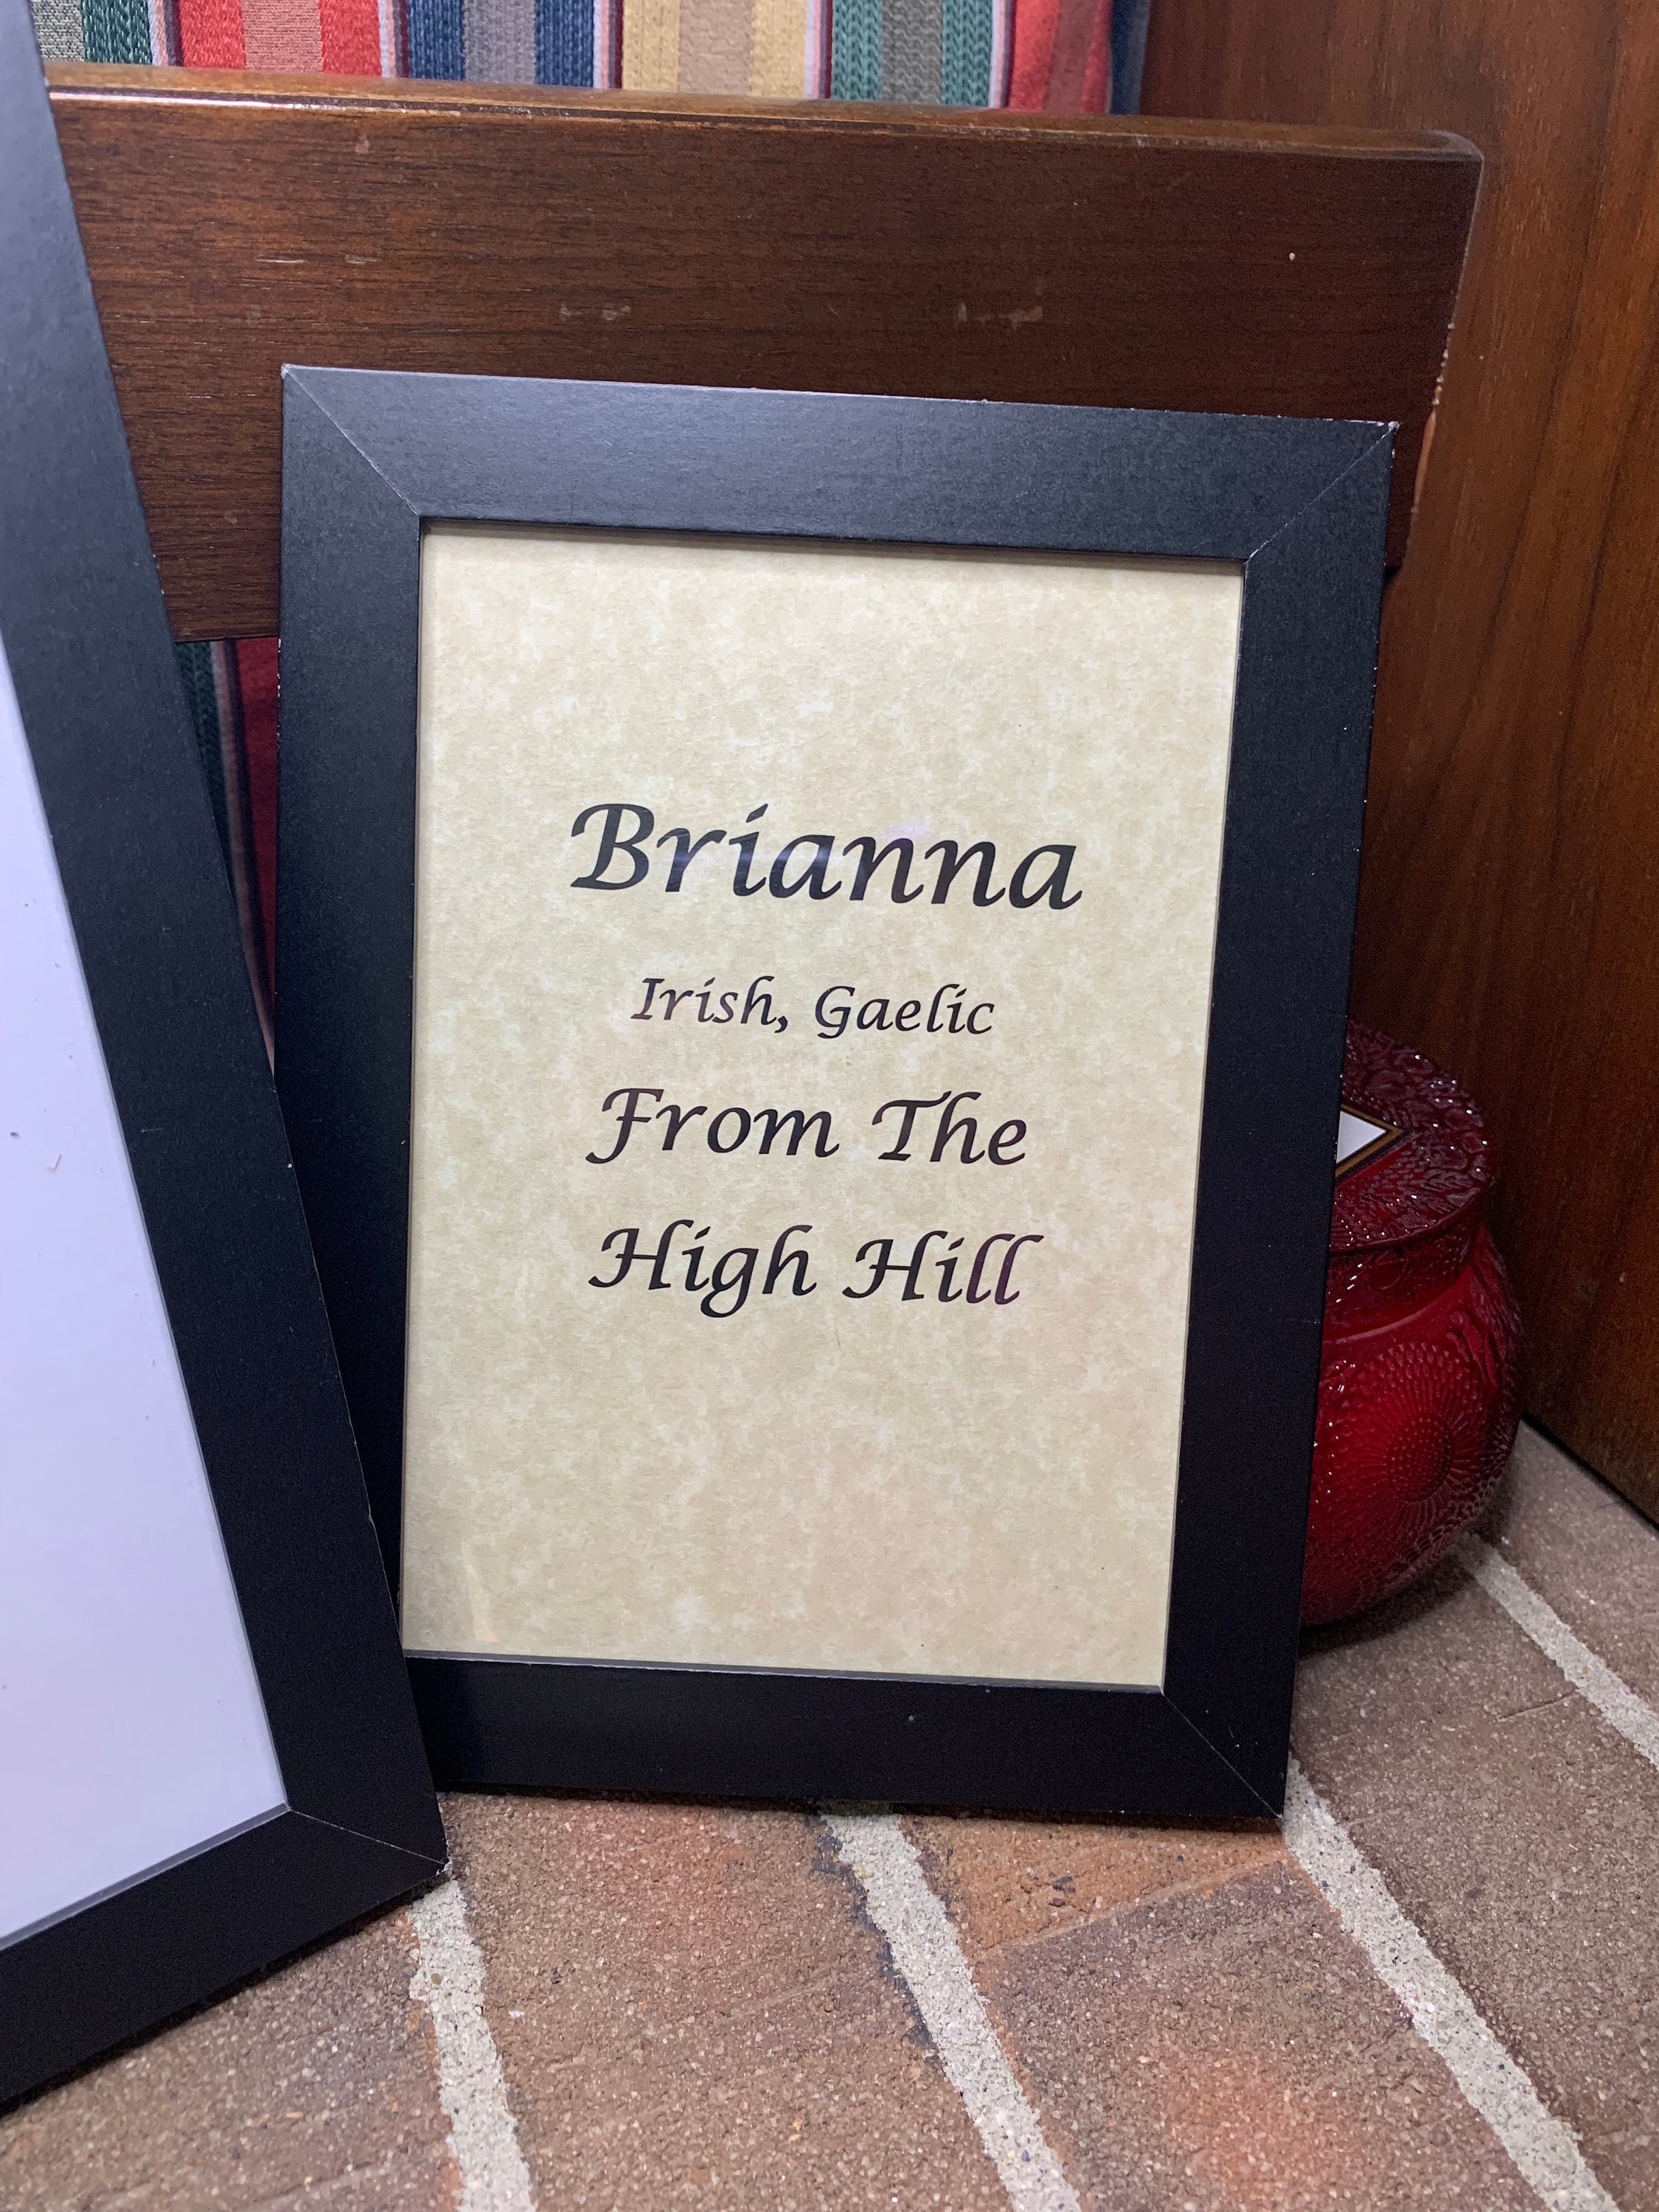 Brianna
Irish, Gaelic
From The
High Hill